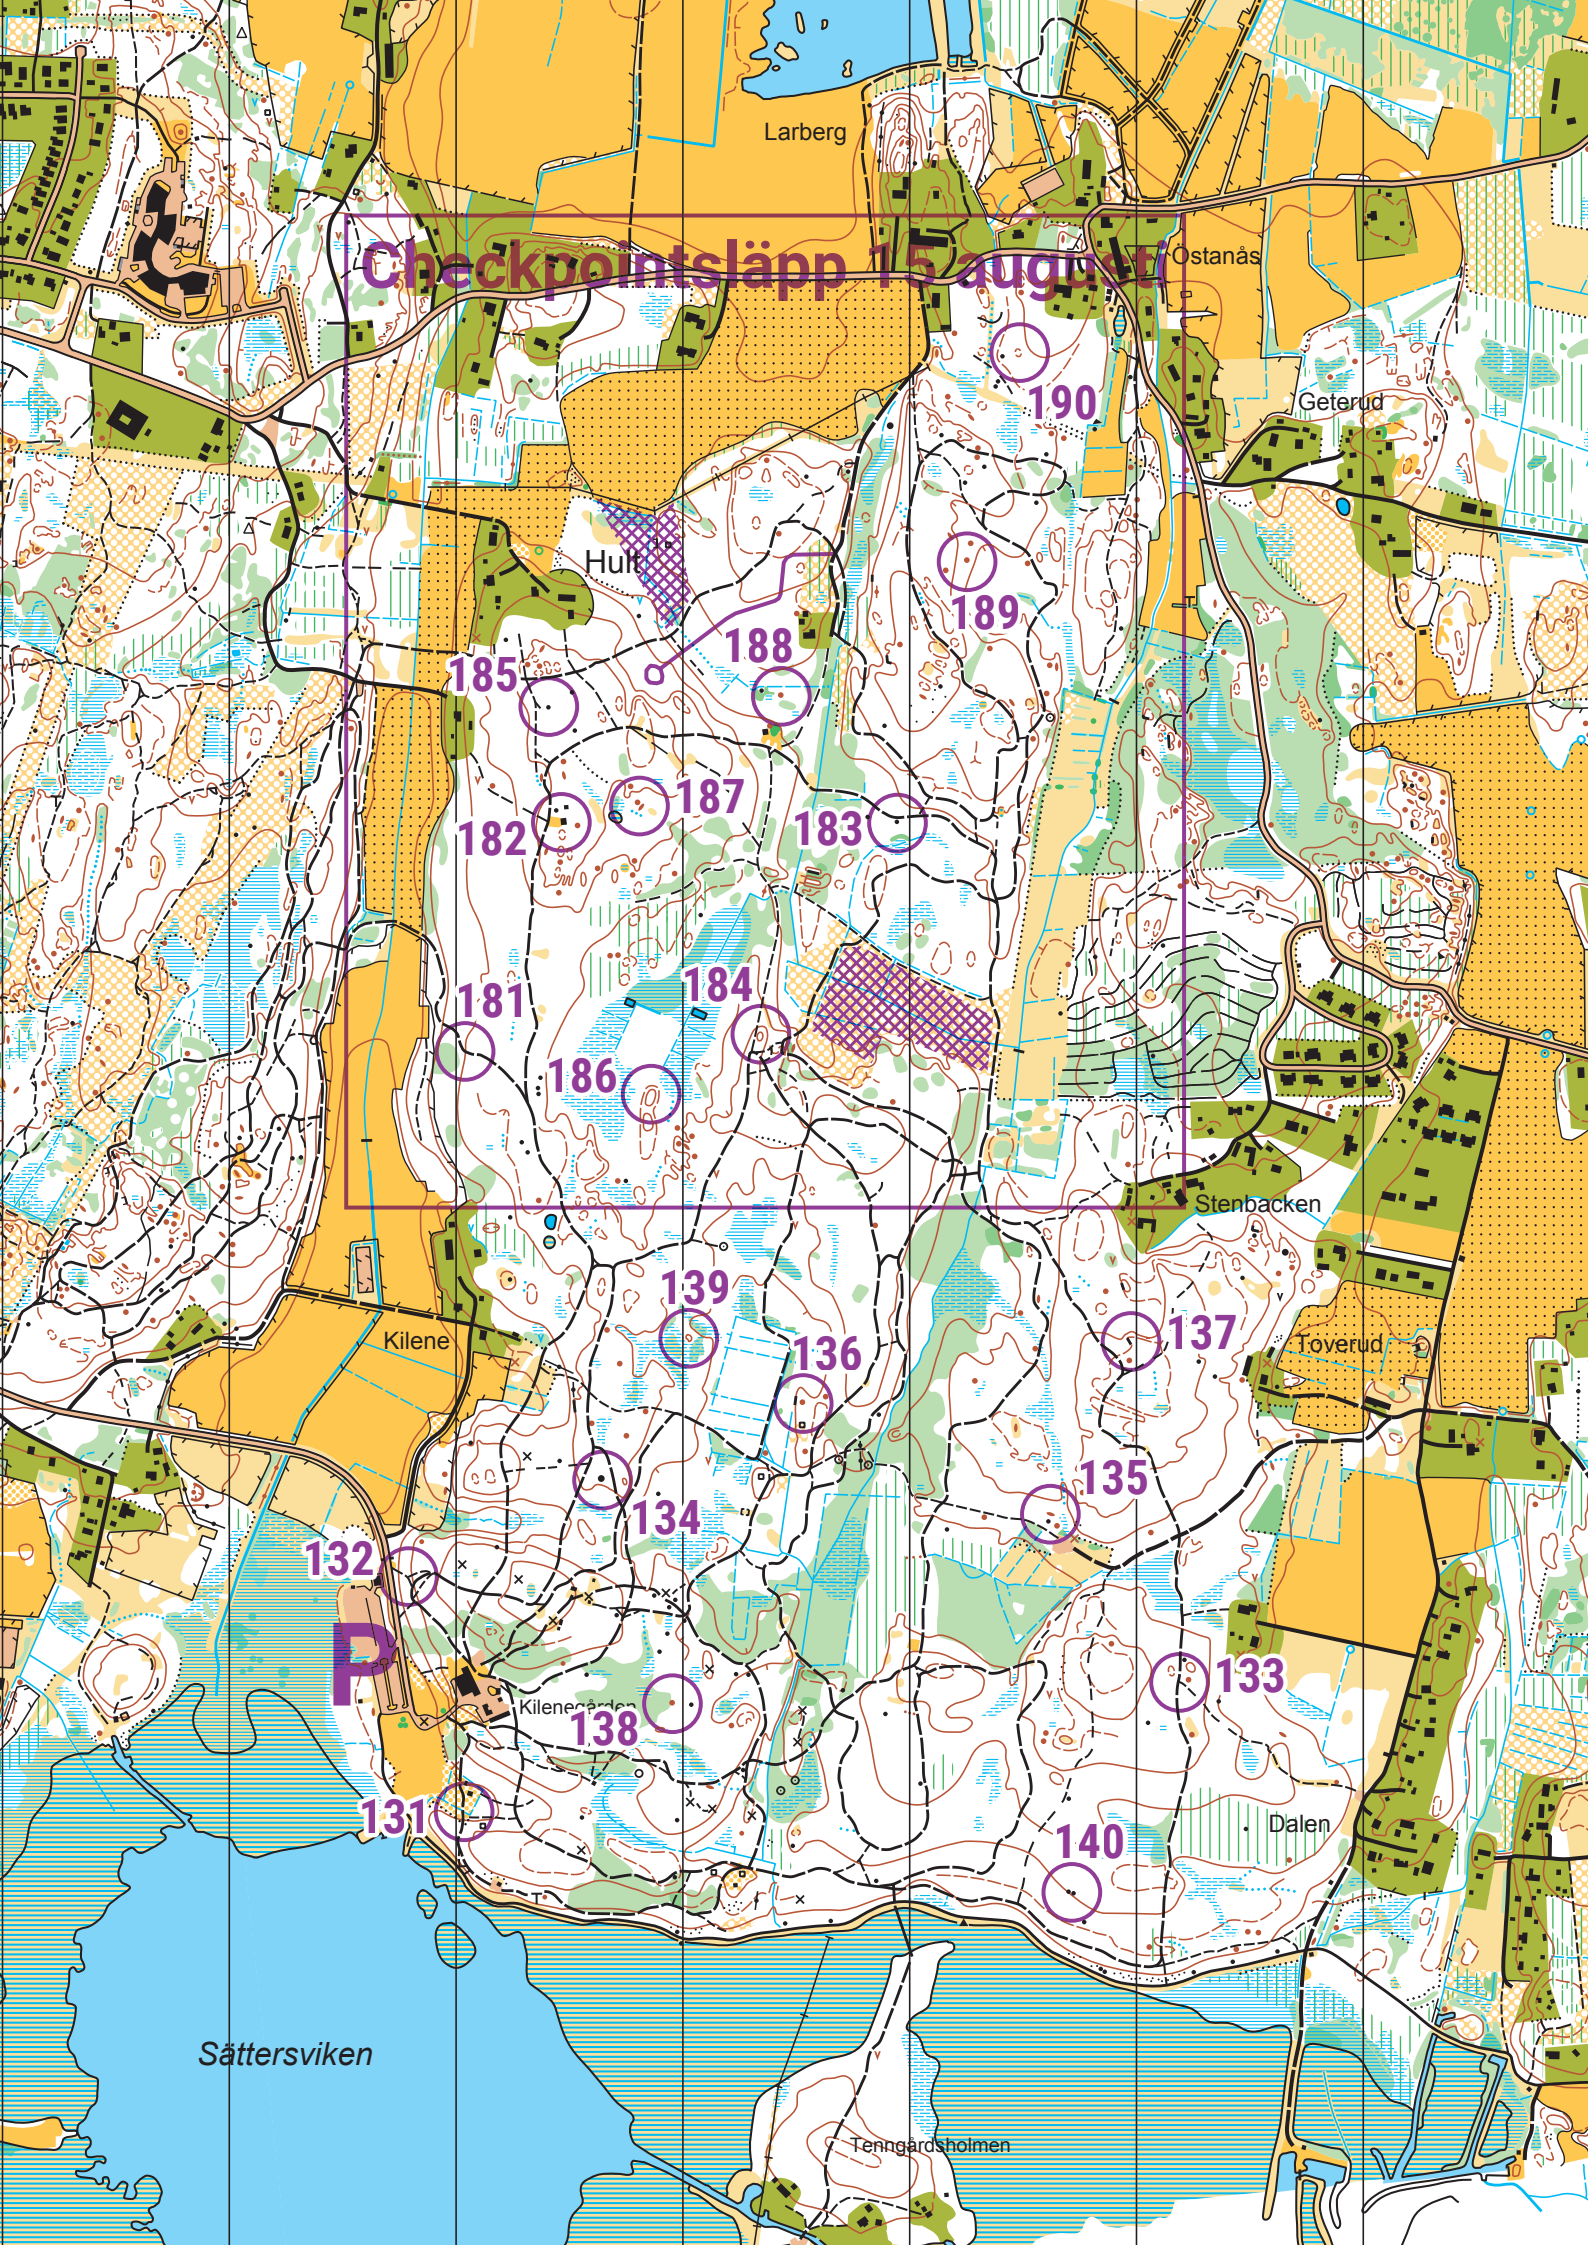 Larberg
Checkpointsläpp 15 augusti
Östanås
190
Geterud
Hult
189
188
185
187
182
183
184
181
186
Stenbacken
139
Kilene
136
137
Toverud
135
134
132
P
133
Kilenegården
138
131
140
Dalen
Sättersviken
Tenngårdsholmen